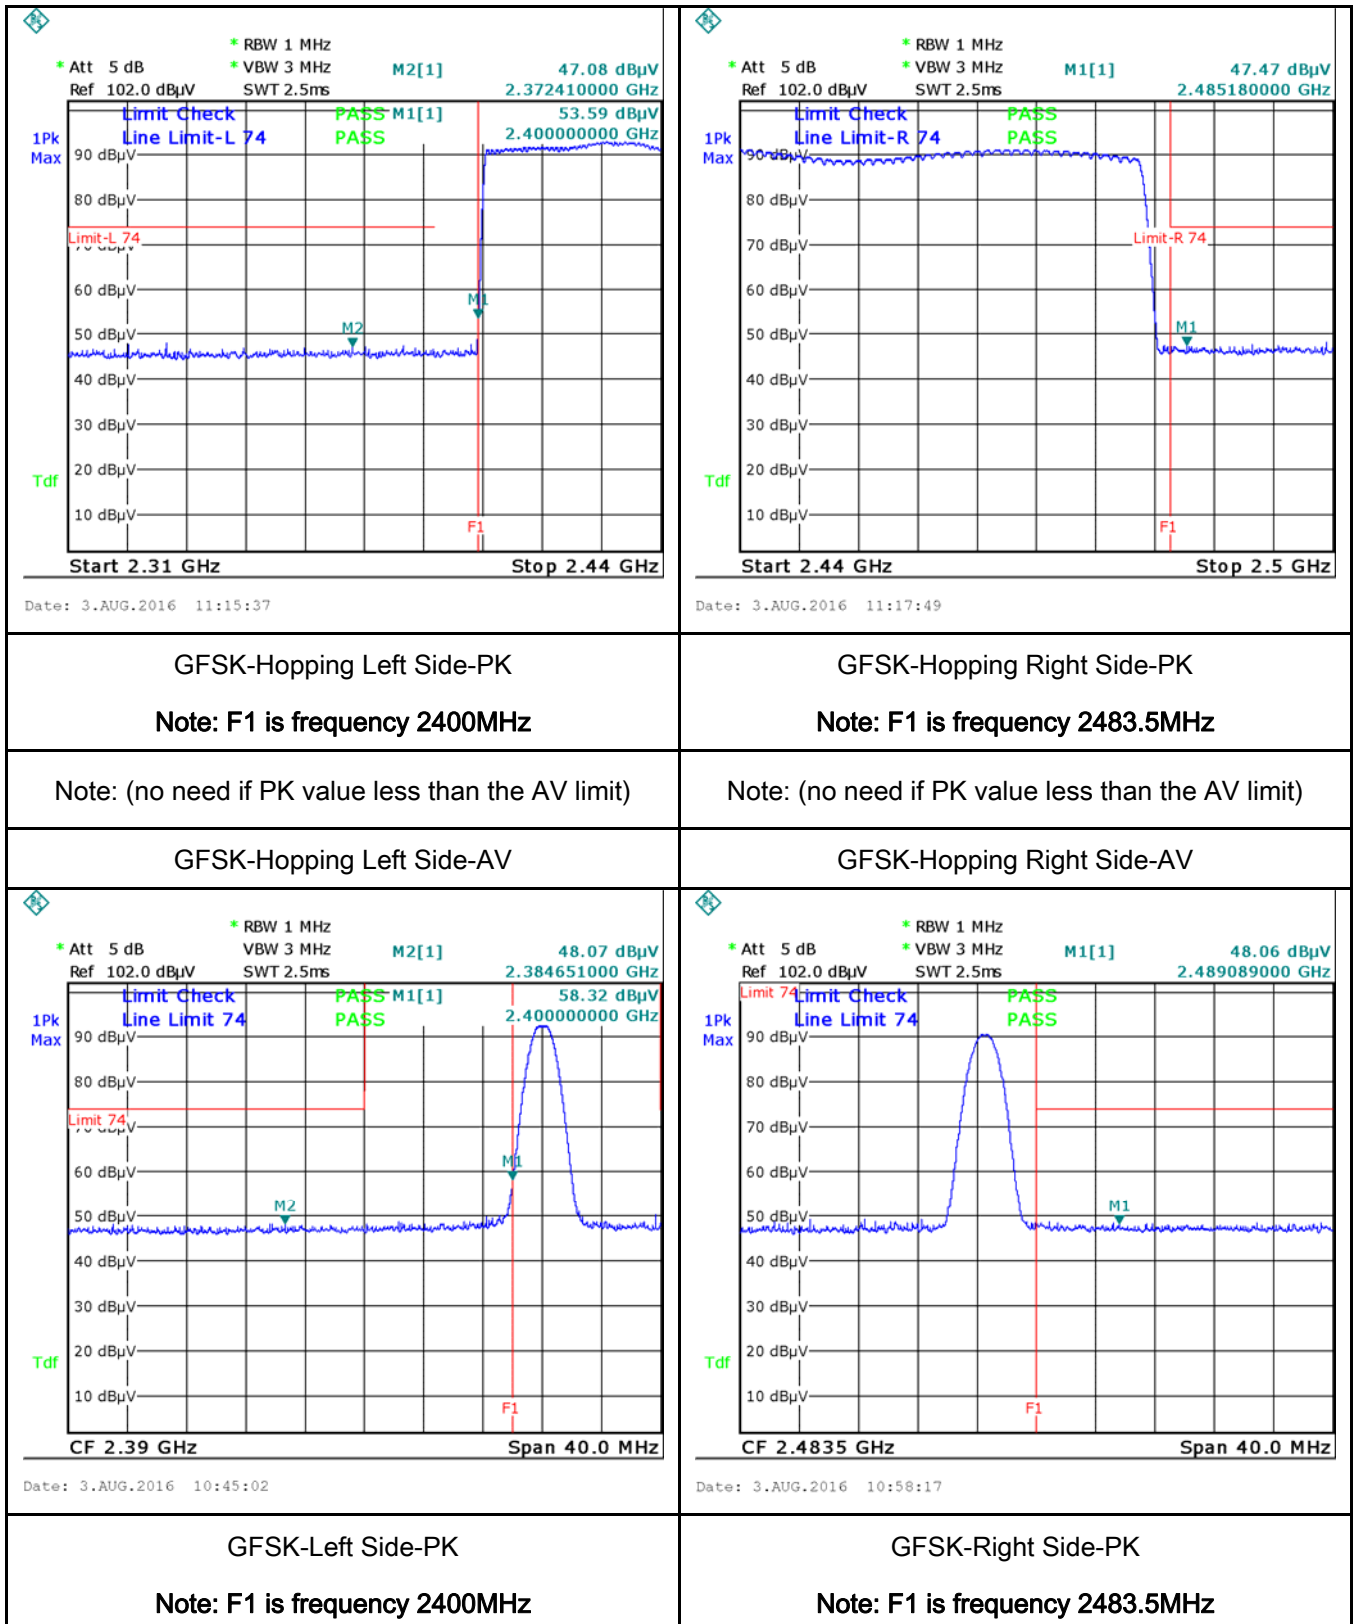 * RBW 1 MHz
* Att 5 dB * VBW 3 MHz M2[1] 47.08 dBµV
Ref 102.0 dBµV SWT 2.5ms 2.372410000 GHz
Limit Check PASS M1[1] 53.59 dBµV
Line Limit-L 74 PASS 2.400000000 GHz
1Pk
Max
90 dBµV
80 dBµV
Limit-L 74
70 dBµV
60 dBµV
M1
50 dBµV
M2
40 dBµV
30 dBµV
20 dBµV
Tdf
10 dBµV
F1
Start 2.31 GHz Stop 2.44 GHz
Date: 3.AUG.2016 11:15:37
* RBW 1 MHz
* Att 5 dB * VBW 3 MHz M1[1] 47.47 dBµV
Ref 102.0 dBµV SWT 2.5ms 2.485180000 GHz
Limit Check PASS
Line Limit-R 74 PASS
1Pk
Max
90 dBµV
80 dBµV
Limit-R 74
70 dBµV
60 dBµV
50 dBµV
M1
40 dBµV
30 dBµV
20 dBµV
Tdf
10 dBµV
F1
Start 2.44 GHz Stop 2.5 GHz
Date: 3.AUG.2016 11:17:49
GFSK-Hopping Left Side-PK
Note: F1 is frequency 2400MHz
GFSK-Hopping Right Side-PK
Note: F1 is frequency 2483.5MHz
Note: (no need if PK value less than the AV limit)
Note: (no need if PK value less than the AV limit)
GFSK-Hopping Left Side-AV
GFSK-Hopping Right Side-AV
* RBW 1 MHz
* Att 5 dB VBW 3 MHz M2[1] 48.07 dBµV
Ref 102.0 dBµV SWT 2.5ms 2.384651000 GHz
Limit Check PASS M1[1] 58.32 dBµV
Line Limit 74 PASS 2.400000000 GHz
1Pk
Max
90 dBµV
80 dBµV
Limit 74
70 dBµV
60 dBµV
M1
50 dBµV
M2
40 dBµV
30 dBµV
20 dBµV
Tdf
10 dBµV
F1
CF 2.39 GHz Span 40.0 MHz
Date: 3.AUG.2016 10:45:02
* RBW 1 MHz
* Att 5 dB * VBW 3 MHz M1[1] 48.06 dBµV
Ref 102.0 dBµV SWT 2.5ms 2.489089000 GHz
Limit 74
Limit Check PASS
Line Limit 74 PASS
1Pk
Max
90 dBµV
80 dBµV
70 dBµV
60 dBµV
50 dBµV
M1
40 dBµV
30 dBµV
20 dBµV
Tdf
10 dBµV
F1
CF 2.4835 GHz Span 40.0 MHz
Date: 3.AUG.2016 10:58:17
GFSK-Left Side-PK
Note: F1 is frequency 2400MHz
GFSK-Right Side-PK
Note: F1 is frequency 2483.5MHz